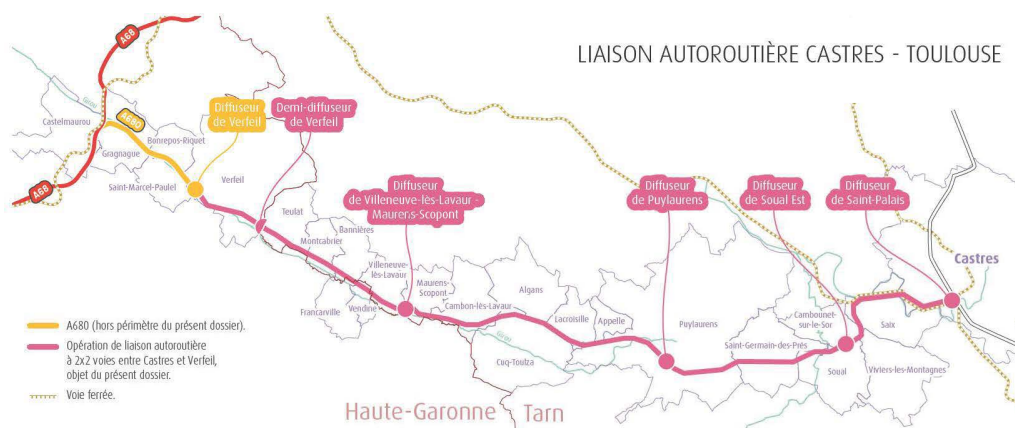 LIAISON AUTOROUTIÈRE CASTRES - TOULOUSE
A68
A680
A68
Girou
Castelmaurou
Gragnague
Bonrepos-Riquet
Saint-Marcel-Paulel
Verfeil
Diffuseur
de Verfeil
Demi-diffuseur
de Verfeil
Teulat
Bannières
Montcabrier
Villeneuve-
lès-Lavaur
Francarville
Vendine
Diffuseur
de Villeneuve-lès-Lavaur -
Maurens-Scopont
Maurens-
Scopont
Cambon-lès-Lavaur
Algans
Lacroisille
Appelle
Cuq-Toulza
Girou
Diffuseur
de Puylaurens
Puylaurens
Saint-Germain-des-Prés
Diffuseur
de Soual Est
Cambounet-
sur-le-Sor
Soual
Saix
Viviers-les-Montagnes
Diffuseur
de Saint-Palais
Castres
A680 (hors périmètre du présent dossier).
Opération de liaison autoroutière
à 2x2 voies entre Castres et Verfeil,
objet du présent dossier.
Voie ferrée.
Haute-Garonne
Tarn